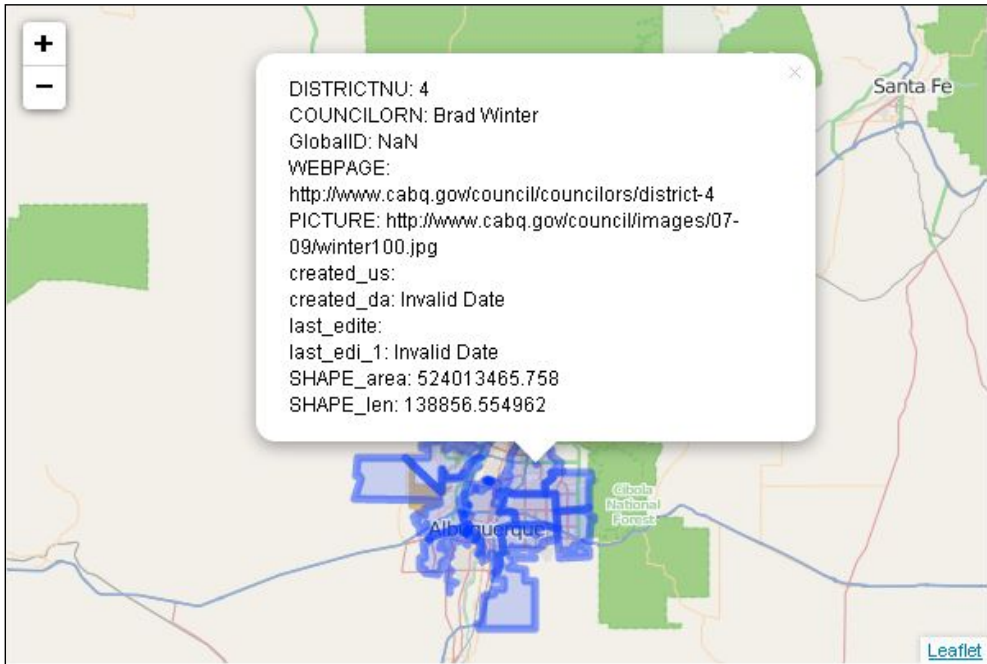 +
−
×
DISTRICTNU: 4
COUNCILORN: Brad Winter
GlobalID: NaN
WEBPAGE:
http://www.cabq.gov/council/councilors/district-4
PICTURE: http://www.cabq.gov/council/images/07-
09/winter100.jpg
created_us:
created_da: Invalid Date
last_edite:
last_edi_1: Invalid Date
SHAPE_area: 524013465.758
SHAPE_len: 138856.554962
Santa Fe
Cibola
National
Forest
Albuquerque
Leaflet